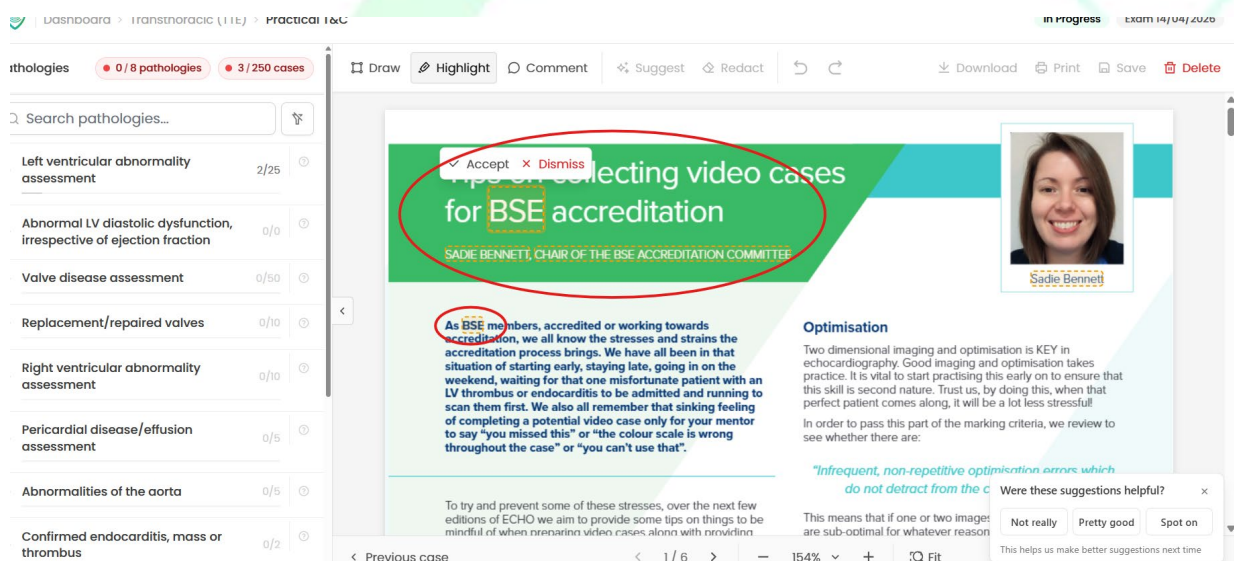 Dashboard > Transthoracic (TTE) > Practical T&C
In Progress
Exam 14/04/2026
athologies
0/8 pathologies
3/250 cases
Draw
Highlight
Comment
Suggest
Redact
Download
Print
Save
Delete
Search pathologies...
Left ventricular abnormality
assessment
2/25
Abnormal LV diastolic dysfunction,
irrespective of ejection fraction
0/0
Valve disease assessment
0/50
Replacement/repaired valves
0/10
Right ventricular abnormality
assessment
0/10
Pericardial disease/effusion
assessment
0/5
Abnormalities of the aorta
0/5
Confirmed endocarditis, mass or
thrombus
0/2
Accept
Dismiss
Tips on collecting video cases
for BSE accreditation
SADIE BENNETT, CHAIR OF THE BSE ACCREDITATION COMMITTEE
Sadie Bennett
As BSE members, accredited or working towards
accreditation, we all know the stresses and strains the
accreditation process brings. We have all been in that
situation of starting early, staying late, going in on the
weekend, waiting for that one misfortunate patient with an
LV thrombus or endocarditis to be admitted and running to
scan them first. We also all remember that sinking feeling
of completing a potential video case only for your mentor
to say “you missed this” or “the colour scale is wrong
throughout the case” or “you can't use that”.
To try and prevent some of these stresses, over the next few
editions of ECHO we aim to provide some tips on things to be
mindful of when preparing video cases along with providing
Optimisation
Two dimensional imaging and optimisation is KEY in
echocardiography. Good imaging and optimisation takes
practice. It is vital to start practising this early on to ensure that
this skill is second nature. Trust us, by doing this, when that
perfect patient comes along, it will be a lot less stressful!
In order to pass this part of the marking criteria, we review to
see whether there are:
"Infrequent, non-repetitive optimisation errors which
do not detract from the c
This means that if one or two images
are sub-optimal for whatever reason
Were these suggestions helpful?
Not really
Pretty good
Spot on
This helps us make better suggestions next time
Previous case
1 / 6
154%
Fit